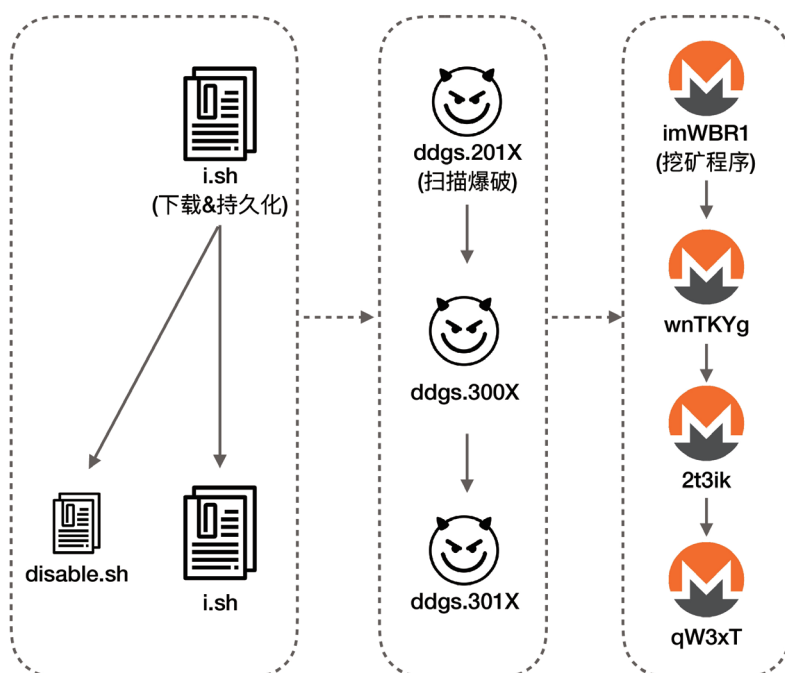 i.sh
(下载&持久化)
disable.sh
i.sh
ddgs.201X
(扫描爆破)
ddgs.300X
ddgs.301X
imWBR1
(挖矿程序)
wnTKYg
2t3ik
qW3xT